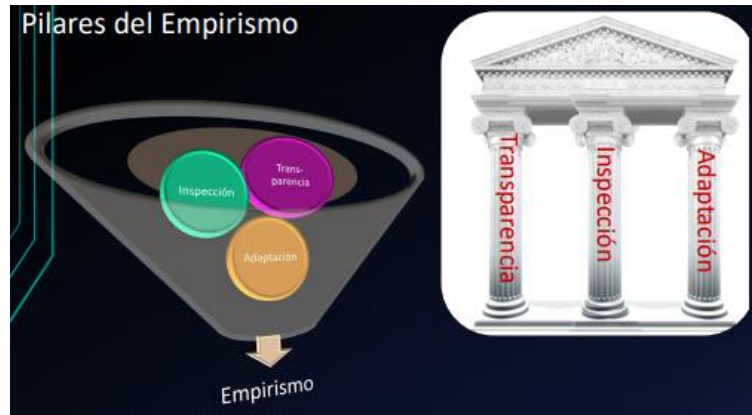 Pilares del Empirismo
Inspección
Trans-
parencia
Adaptación
Empirismo
Transparencia
Inspección
Adaptación